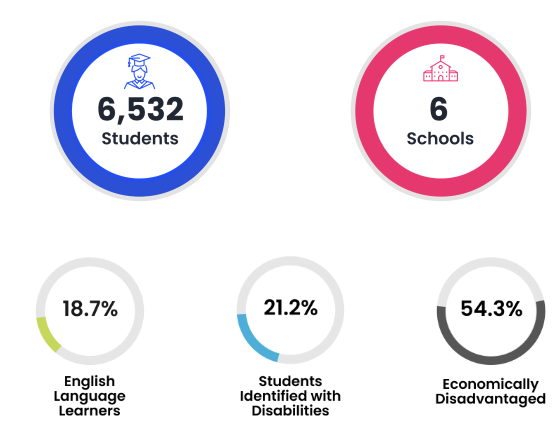 6,532
Students
6
Schools
18.7%
English
Language
Learners
21.2%
Students
Identified with
Disabilities
54.3%
Economically
Disadvantaged